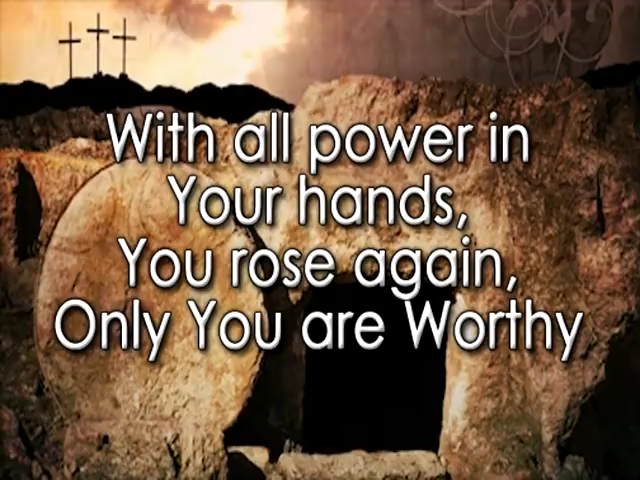 With all power in
Your hands,
You rose again,
Only You are Worthy